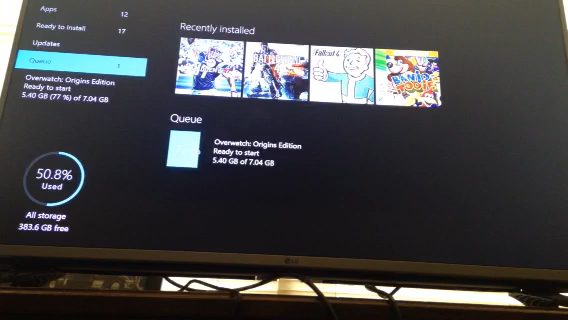 Apps 12
Ready to Install 17
Updates
Queue 1
Overwatch: Origins Edition
Ready to start
5.40 GB (77 %) of 7.04 GB
50.8%
Used
All storage
383.6 GB free
Recently installed
Fallout 4
BANJO
TOOIE
Queue
Overwatch: Origins Edition
Ready to start
5.40 GB of 7.04 GB
LG